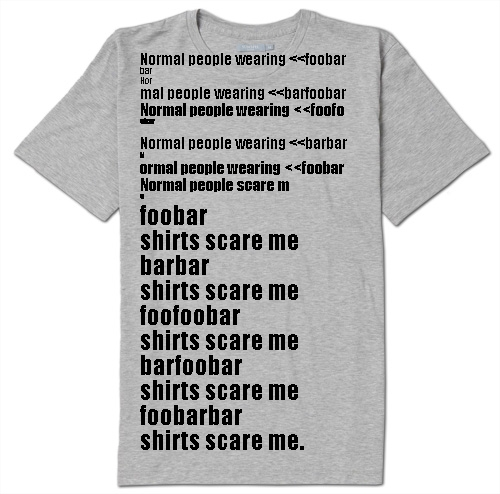 Normal people wearing <<foobar
bar
Nor
mal people wearing <<barfoobar
Normal people wearing <<foofo
Normal people wearing <<barbar
N
ormal people wearing <<foobar
Normal people scare m
foobar
shirts scare me
barbar
shirts scare me
foofoobar
shirts scare me
barfoobar
shirts scare me
foobarbar
shirts scare me.